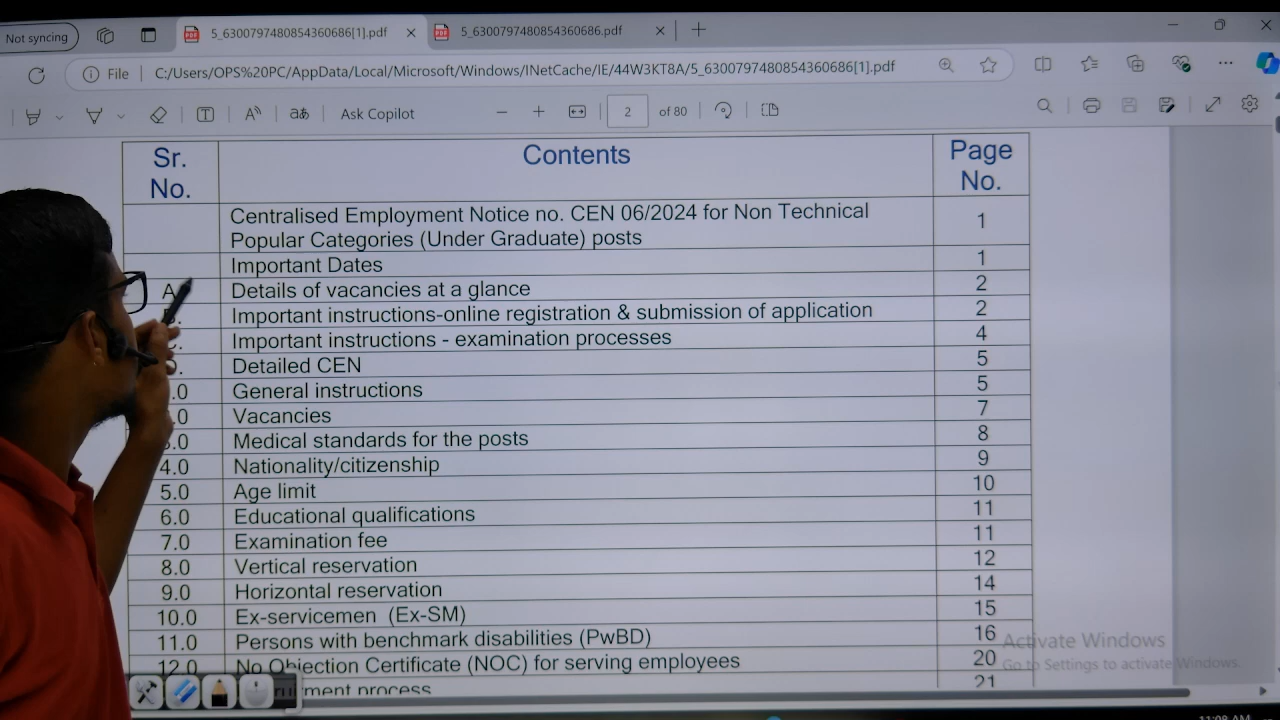 Not syncing
5_6300797480854360686[1].pdf
5_6300797480854360686.pdf
File
C:/Users/OPS%20PC/AppData/Local/Microsoft/Windows/INetCache/IE/44W3KT8A/5_6300797480854360686[1].pdf
Ask Copilot
2 of 80
Sr. No. Contents Page No.
Centralised Employment Notice no. CEN 06/2024 for Non Technical
Popular Categories (Under Graduate) posts 1
Important Dates 1
A Details of vacancies at a glance 2
Important instructions-online registration & submission of application 2
Important instructions - examination processes 4
Detailed CEN 5
.0 General instructions 5
.0 Vacancies 7
.0 Medical standards for the posts 8
4.0 Nationality/citizenship 9
5.0 Age limit 10
6.0 Educational qualifications 11
7.0 Examination fee 11
8.0 Vertical reservation 12
9.0 Horizontal reservation 14
10.0 Ex-servicemen (Ex-SM) 15
11.0 Persons with benchmark disabilities (PwBD) 16
12.0 No Objection Certificate (NOC) for serving employees 20
process 21
Activate Windows
Go to Settings to activate Windows.
11:08 AM